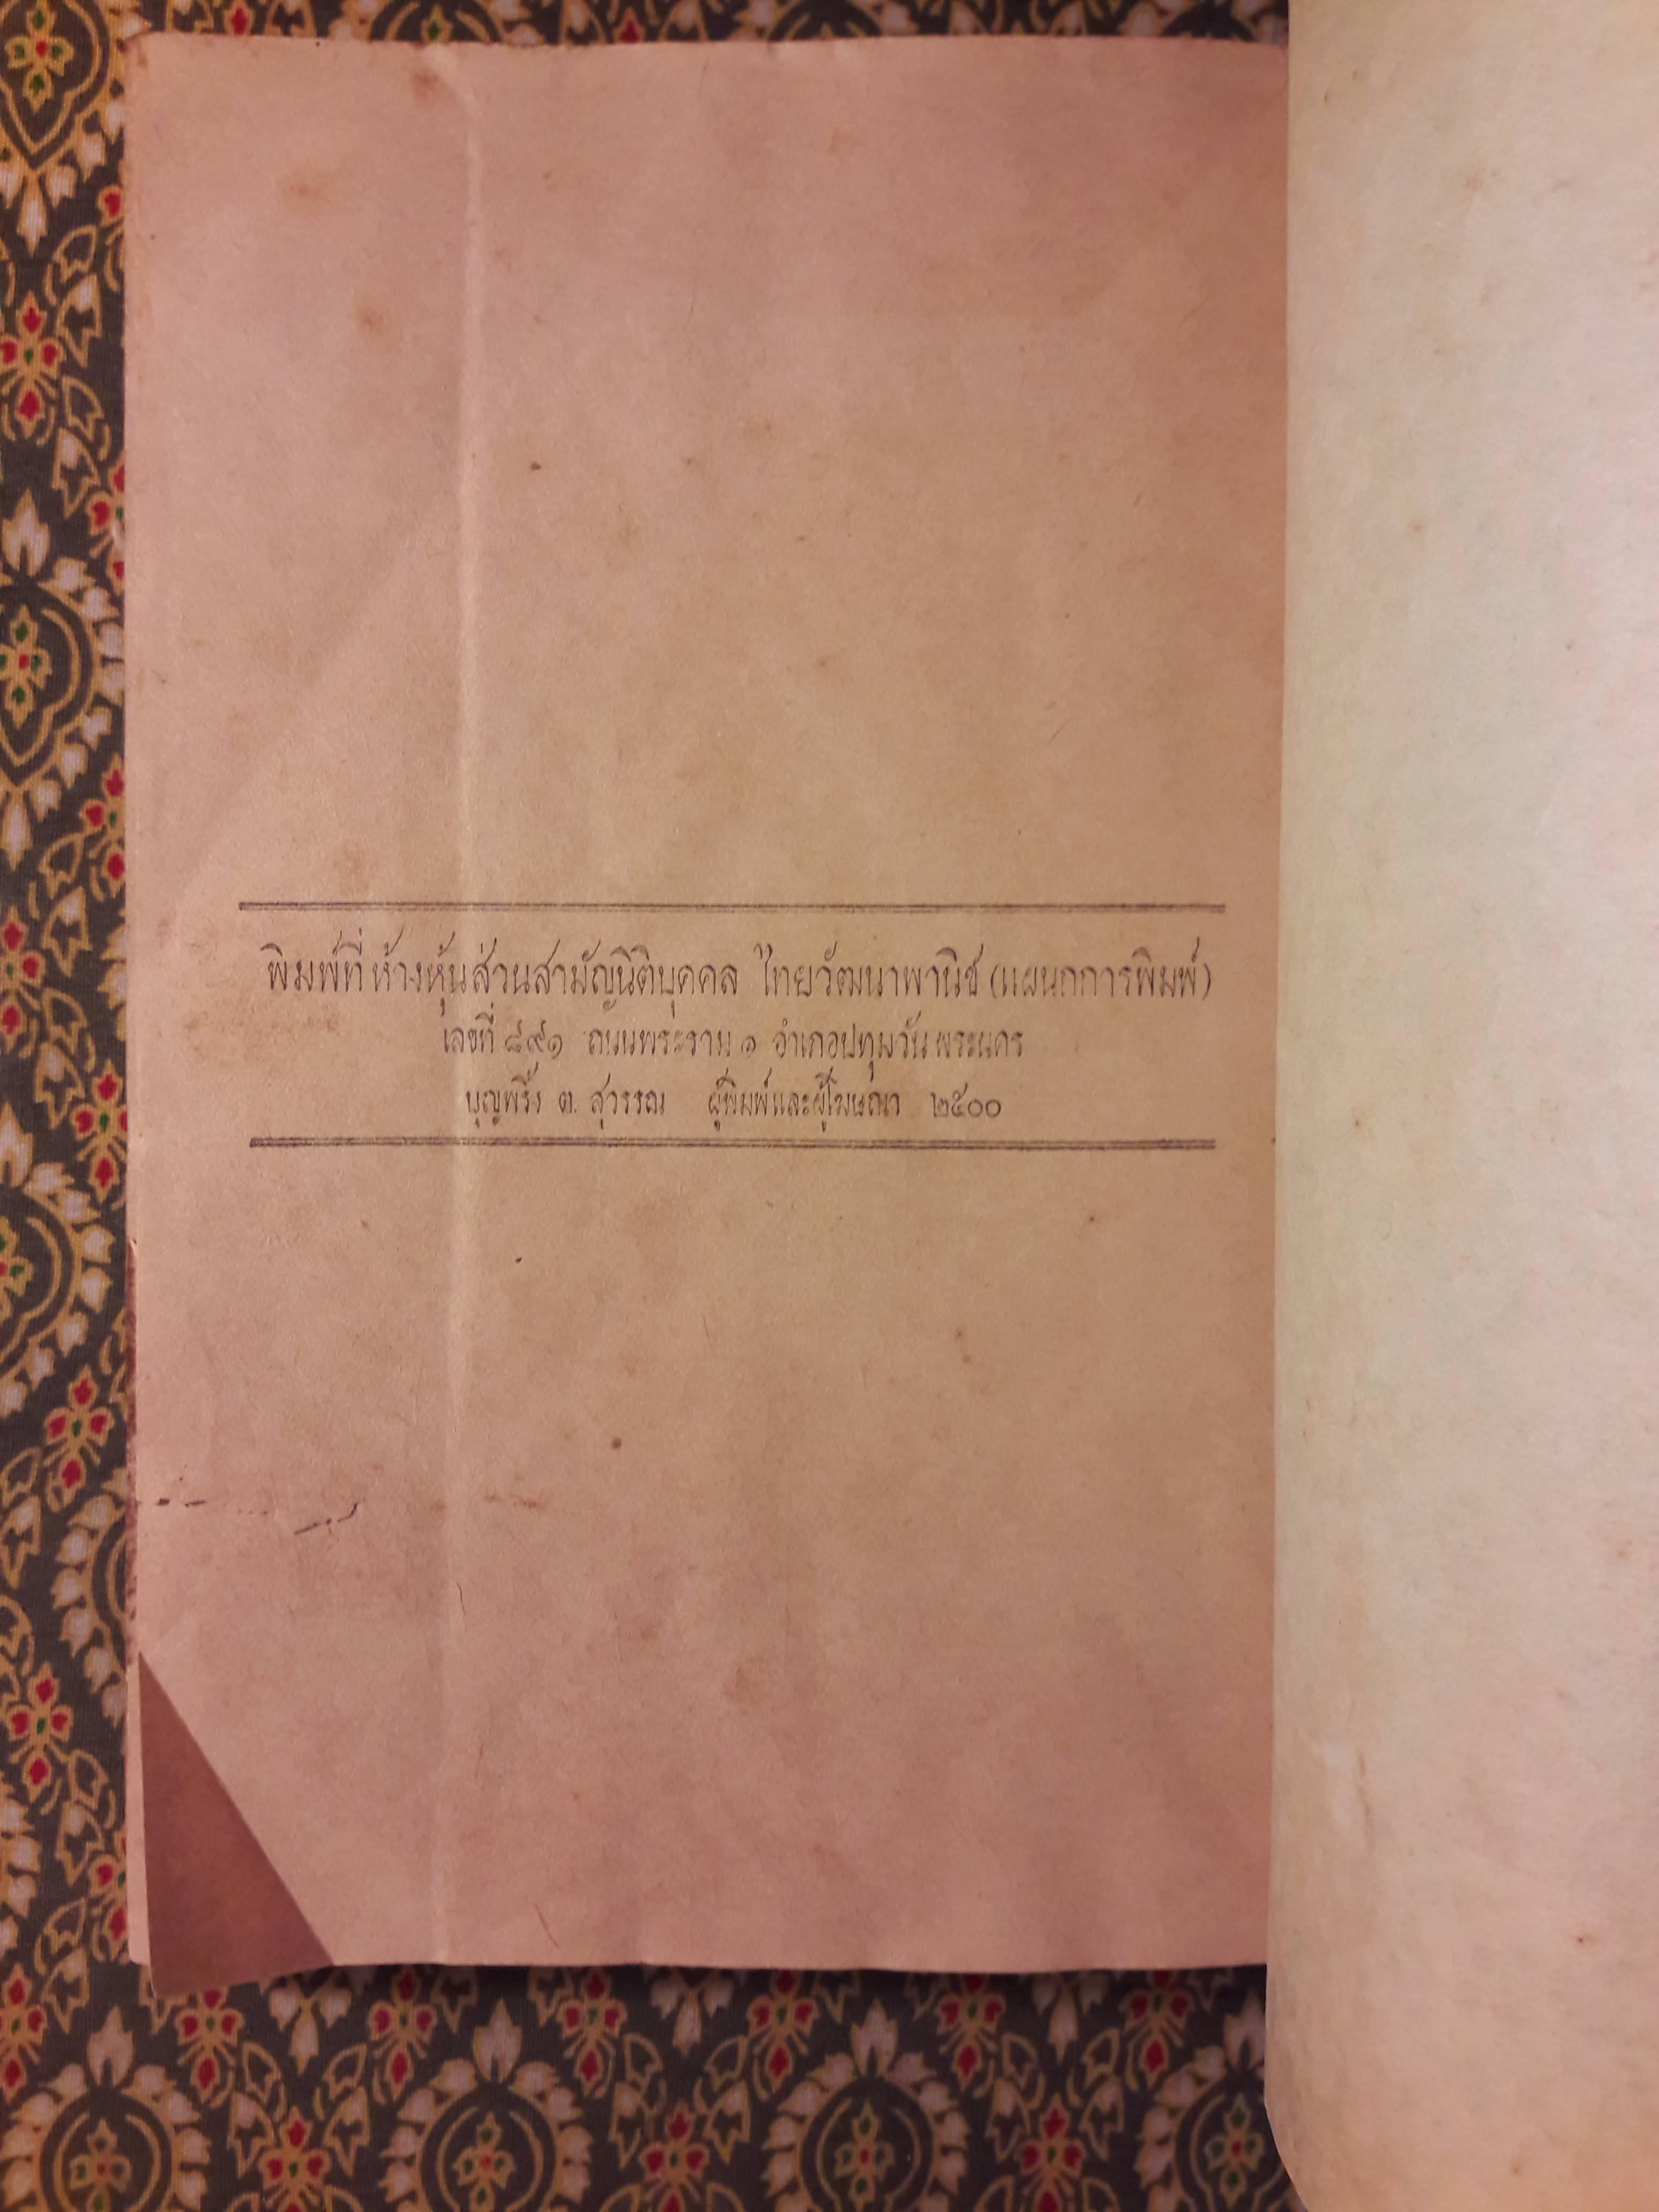 พิมพ์ที่ ห้างหุ้นส่วนสามัญนิติบุคคล ไทยวัฒนาพานิช (แผนกการพิมพ์)
เลขที่ ๘๙๑ ถนนพระราม ๑ อำเภอปทุมวัน พระนคร
บุญพริ้ง ต. สุวรรณ ผู้พิมพ์และผู้โฆษณา ๒๕๐๐